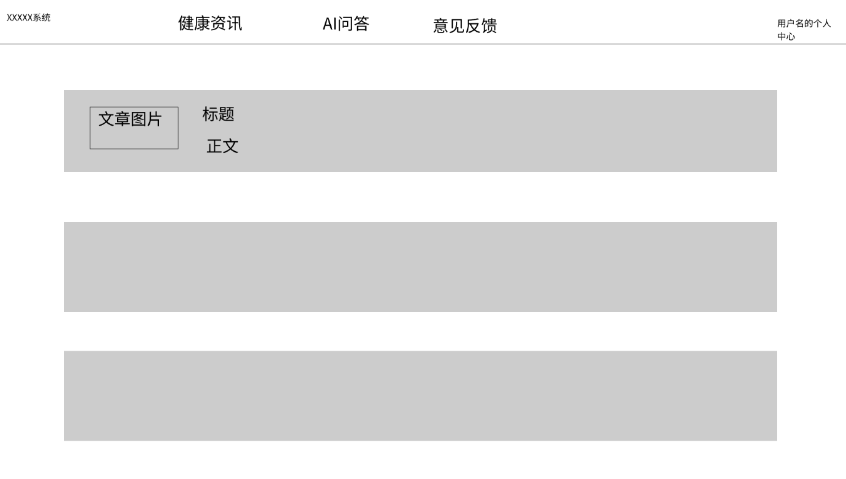 XXXXX系统
健康资讯
AI问答
意见反馈
用户名的个人
中心
文章图片
标题
正文